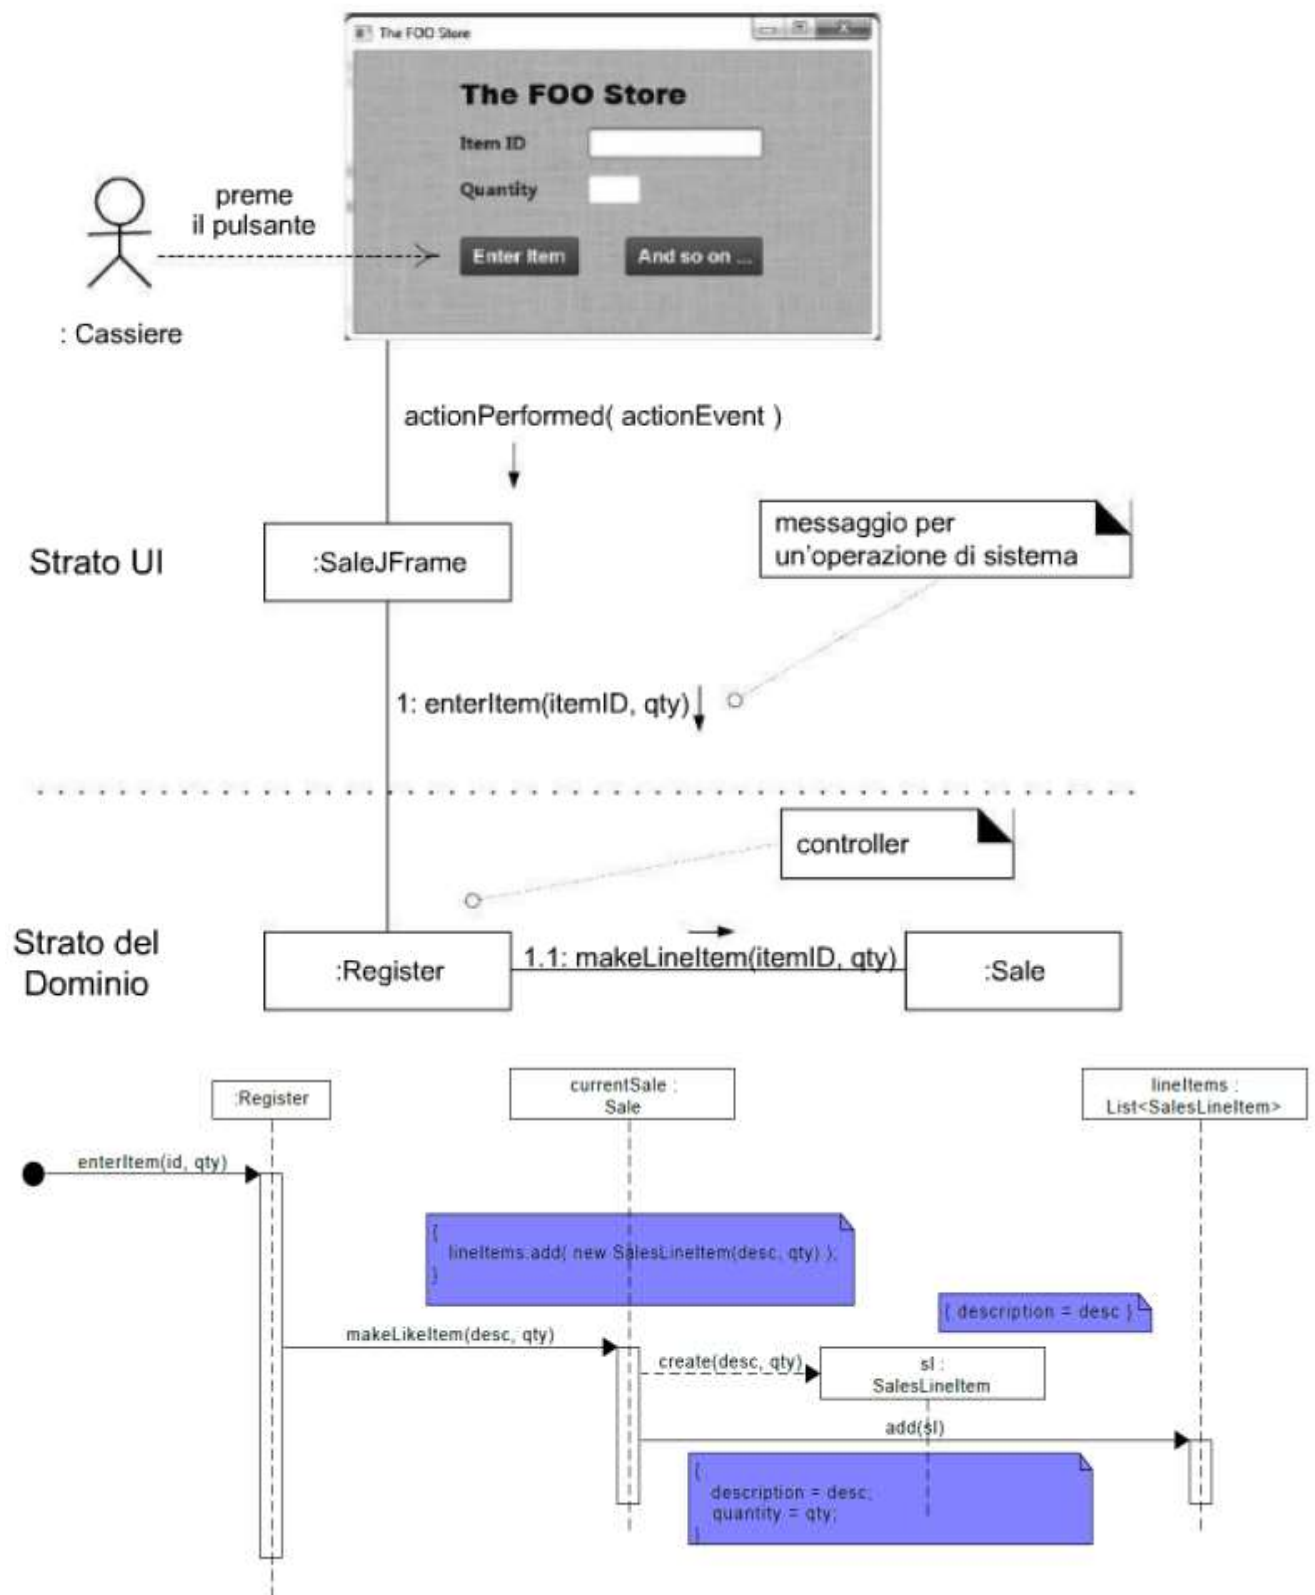 The FOO Store
The FOO Store
Item ID
Quantity
Enter Item
And so on ...
preme
il pulsante
: Cassiere
actionPerformed( actionEvent )
Strato UI
:SaleJFrame
messaggio per
un'operazione di sistema
1: enterItem(itemID, qty)
controller
Strato del
Dominio
:Register
1.1: makeLineItem(itemID, qty)
:Sale
:Register
currentSale :
Sale
lineItems :
List<SalesLineItem>
enterItem(id, qty)
{
lineItems.add( new SalesLineItem(desc, qty) );
}
{ description = desc }
makeLikeItem(desc, qty)
create(desc, qty)
sl :
SalesLineItem
add(sl)
{
description = desc;
quantity = qty;
}